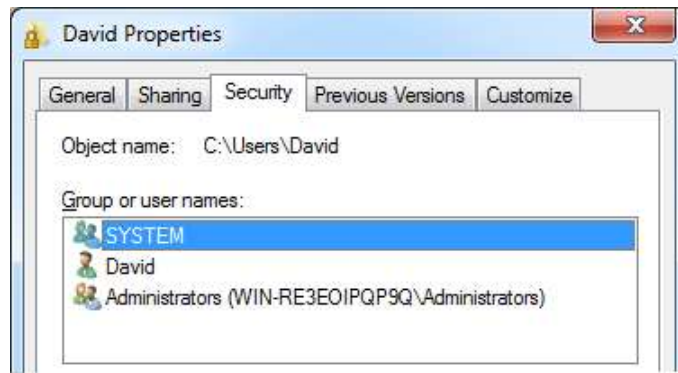 David Properties
General Sharing Security Previous Versions Customize
Object name: C:\Users\David
Group or user names:
SYSTEM
David
Administrators (WIN-RE3EOIPQP9Q\Administrators)